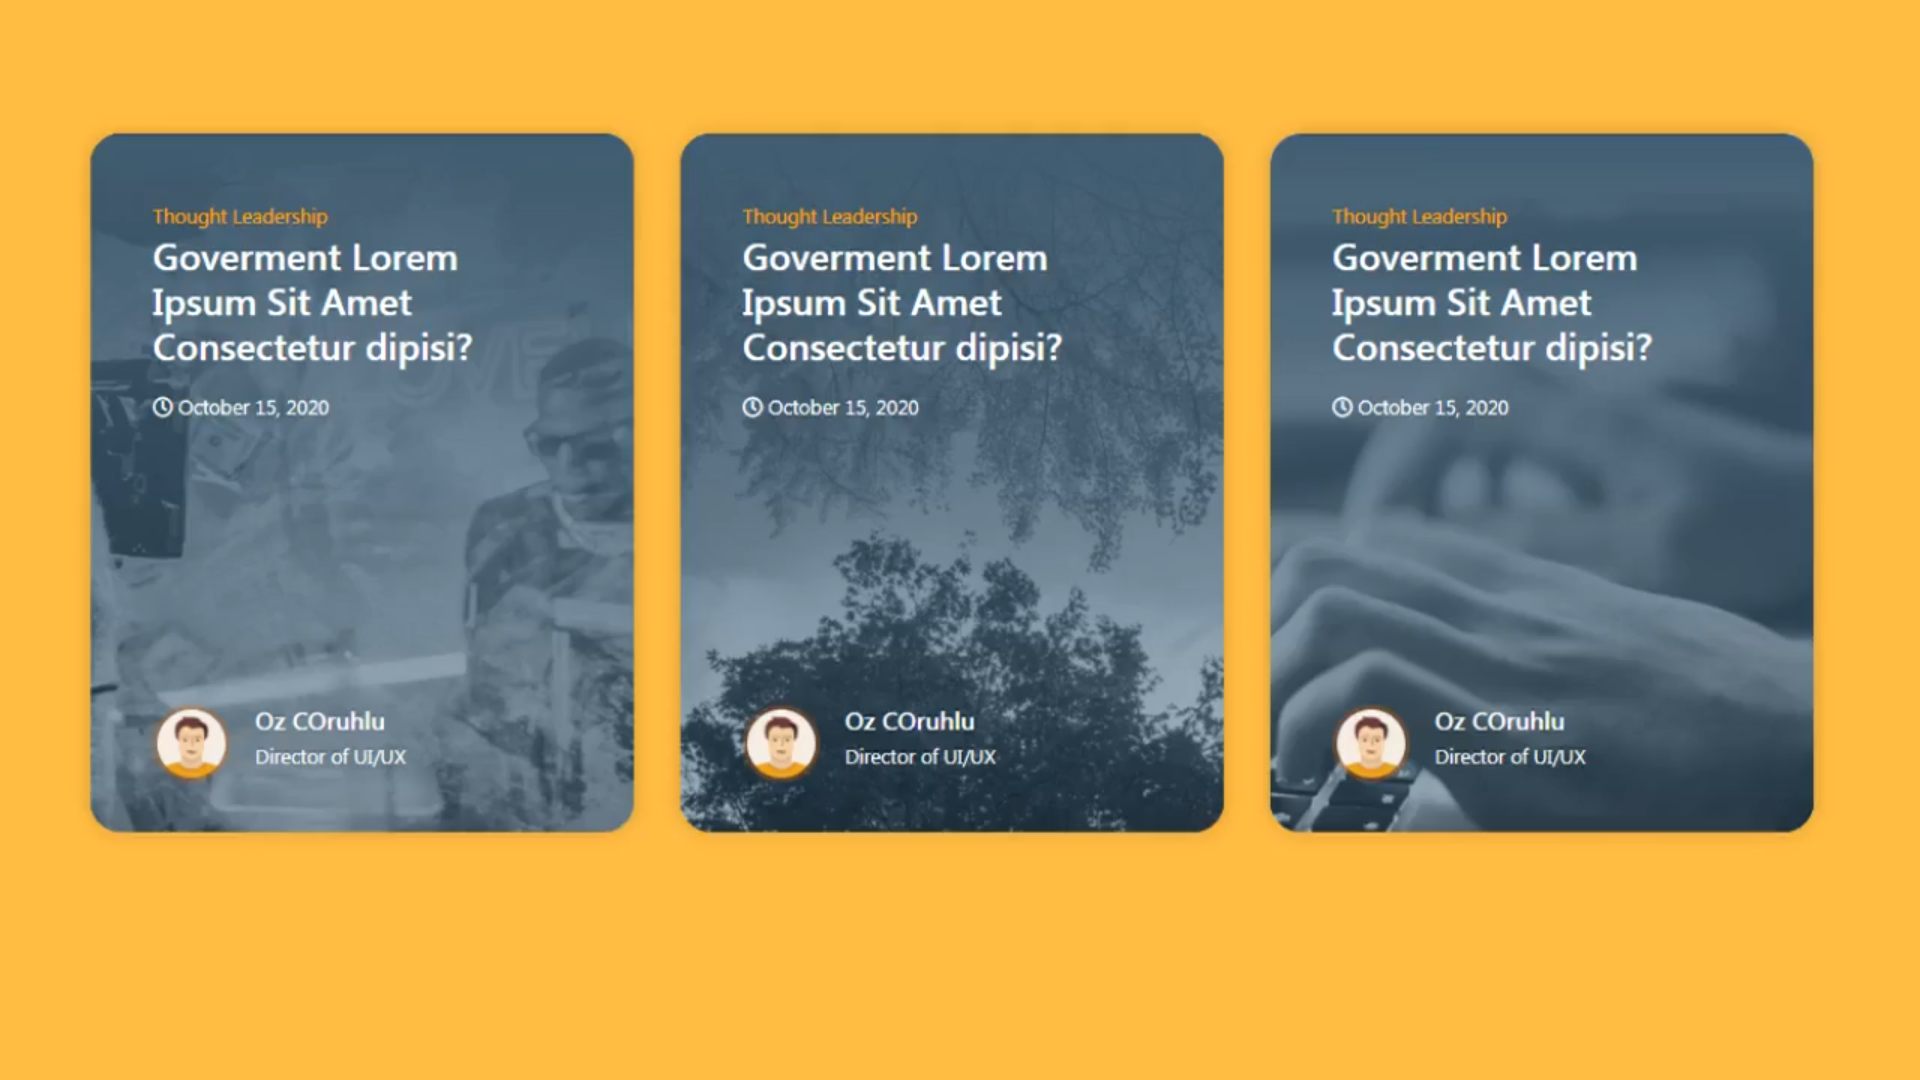 Thought Leadership
Goverment Lorem
Ipsum Sit Amet
Consectetur dipisi?
October 15, 2020
Oz COruhlu
Director of UI/UX
Thought Leadership
Goverment Lorem
Ipsum Sit Amet
Consectetur dipisi?
October 15, 2020
Oz COruhlu
Director of UI/UX
Thought Leadership
Goverment Lorem
Ipsum Sit Amet
Consectetur dipisi?
October 15, 2020
Oz COruhlu
Director of UI/UX